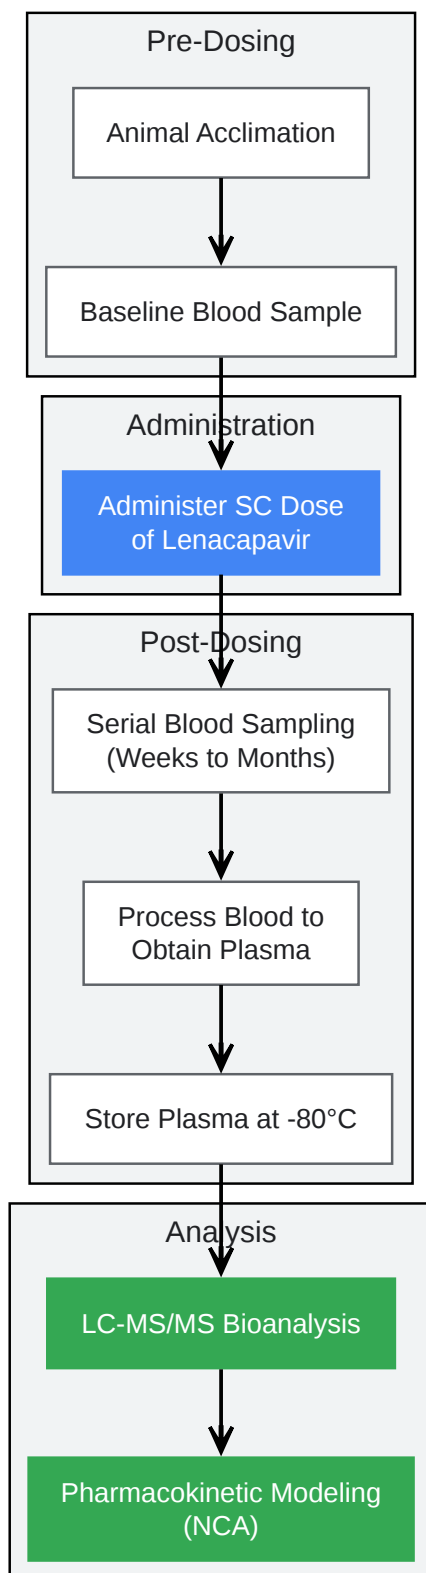 Pre-Dosing
Animal Acclimation
Baseline Blood Sample
Administration
Administer SC Dose
of Lenacapavir
Post-Dosing
Serial Blood Sampling
(Weeks to Months)
Process Blood to
Obtain Plasma
Store Plasma at -80°C
Analysis
LC-MS/MS Bioanalysis
Pharmacokinetic Modeling
(NCA)